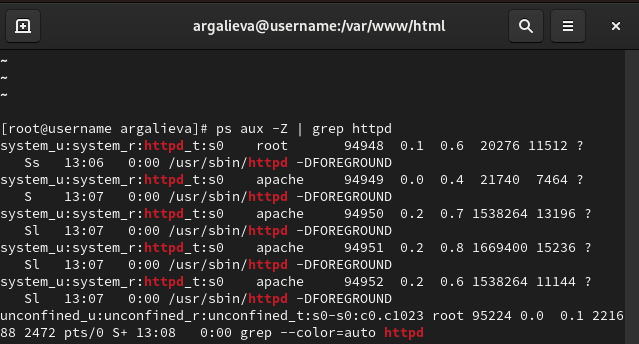 argalieva@username:/var/www/html
~
~
~
[root@username argalieva]# ps aux -Z | grep httpd
system_u:system_r:httpd_t:s0    root       94948  0.1  0.6  20276 11512 ?
   Ss   13:06   0:00 /usr/sbin/httpd -DFOREGROUND
system_u:system_r:httpd_t:s0    apache     94949  0.0  0.4  21740  7464 ?
   S    13:07   0:00 /usr/sbin/httpd -DFOREGROUND
system_u:system_r:httpd_t:s0    apache     94950  0.2  0.7 1538264 13196 ?
   Sl   13:07   0:00 /usr/sbin/httpd -DFOREGROUND
system_u:system_r:httpd_t:s0    apache     94951  0.2  0.8 1669400 15236 ?
   Sl   13:07   0:00 /usr/sbin/httpd -DFOREGROUND
system_u:system_r:httpd_t:s0    apache     94952  0.2  0.6 1538264 11144 ?
   Sl   13:07   0:00 /usr/sbin/httpd -DFOREGROUND
unconfined_u:unconfined_r:unconfined_t:s0-s0:c0.c1023 root 95224 0.0  0.1 2216
88 2472 pts/0 S+ 13:08   0:00 grep --color=auto httpd